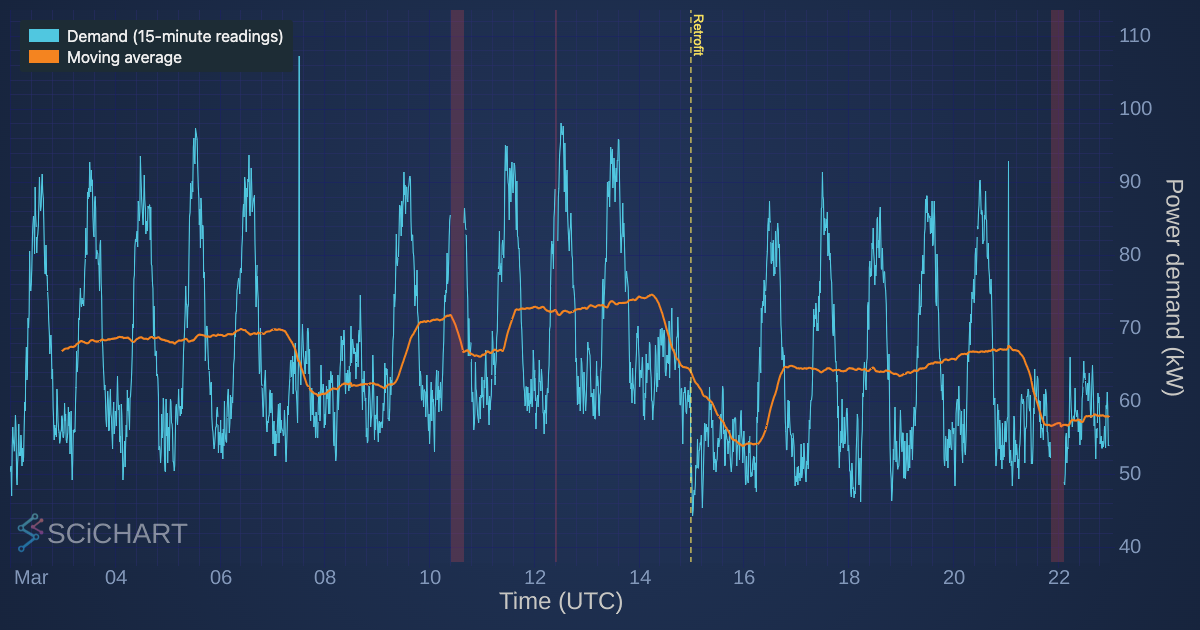 Demand (15-minute readings)
Moving average
Retrofit
110
100
90
80
70
60
50
40
Power demand (kW)
SCiCHART
Mar
04
06
08
10
12
14
16
18
20
22
Time (UTC)